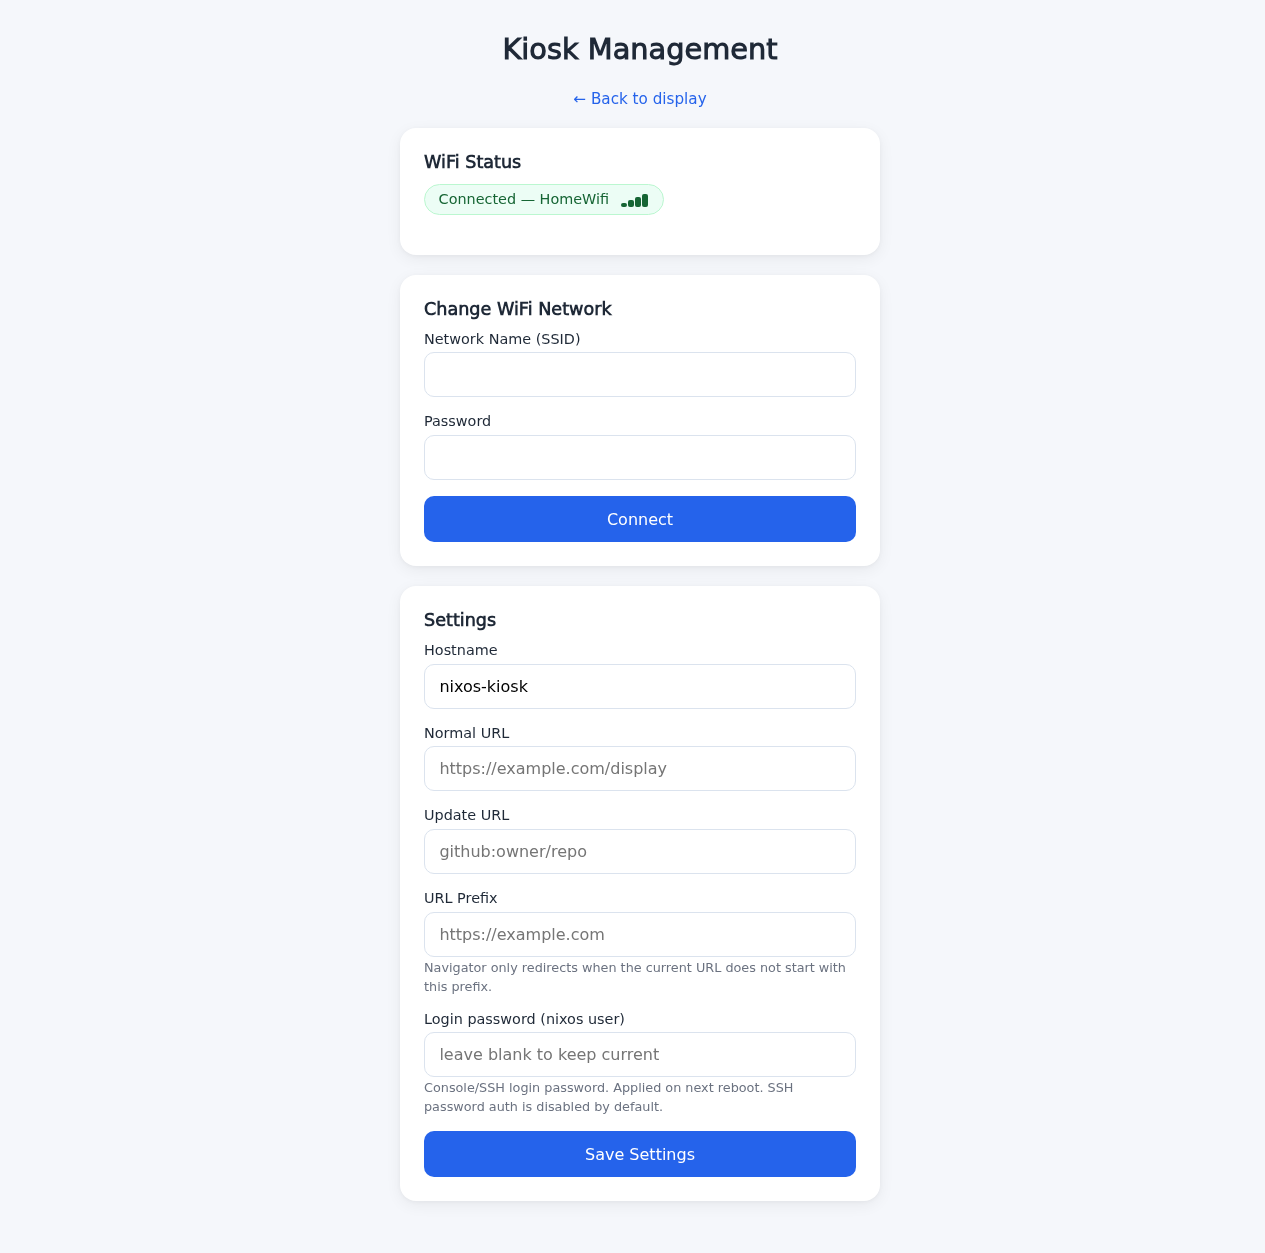 Kiosk Management
← Back to display
WiFi Status
Connected — HomeWifi
Change WiFi Network
Network Name (SSID)
Password
Connect
Settings
Hostname
nixos-kiosk
Normal URL
https://example.com/display
Update URL
github:owner/repo
URL Prefix
https://example.com
Navigator only redirects when the current URL does not start with
this prefix.
Login password (nixos user)
leave blank to keep current
Console/SSH login password. Applied on next reboot. SSH
password auth is disabled by default.
Save Settings